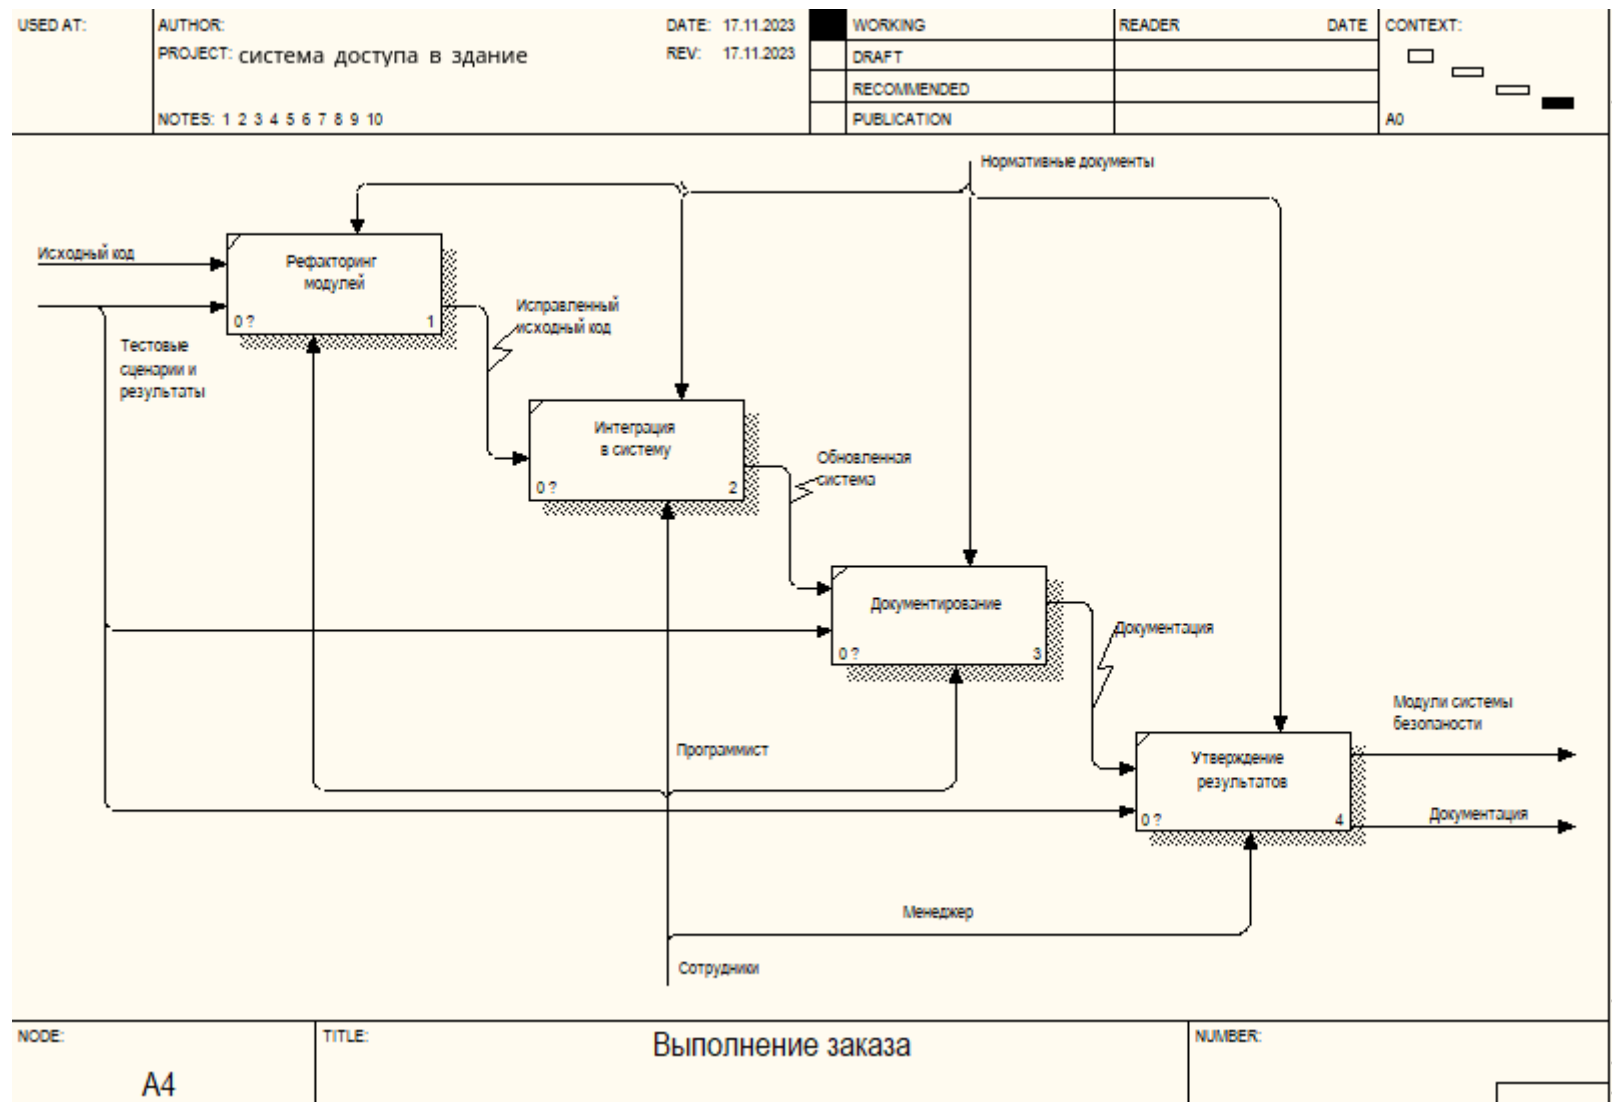 USED AT:
AUTHOR:
DATE: 17.11.2023
PROJECT: система доступа в здание
REV: 17.11.2023
NOTES: 1 2 3 4 5 6 7 8 9 10
WORKING
DRAFT
RECOMMENDED
PUBLICATION
READER
DATE
CONTEXT:
A0
Нормативные документы
Исходный код
Рефакторинг
модулей
0 ?
1
Исправленный
исходный код
Тестовые
сценарии и
результаты
Интеграция
в систему
0 ?
2
Обновленная
система
Документирование
0 ?
3
Документация
Модули системы
безопаности
Программист
Утверждение
результатов
0 ?
4
Документация
Менеджер
Сотрудники
NODE:
A4
TITLE:
Выполнение заказа
NUMBER: